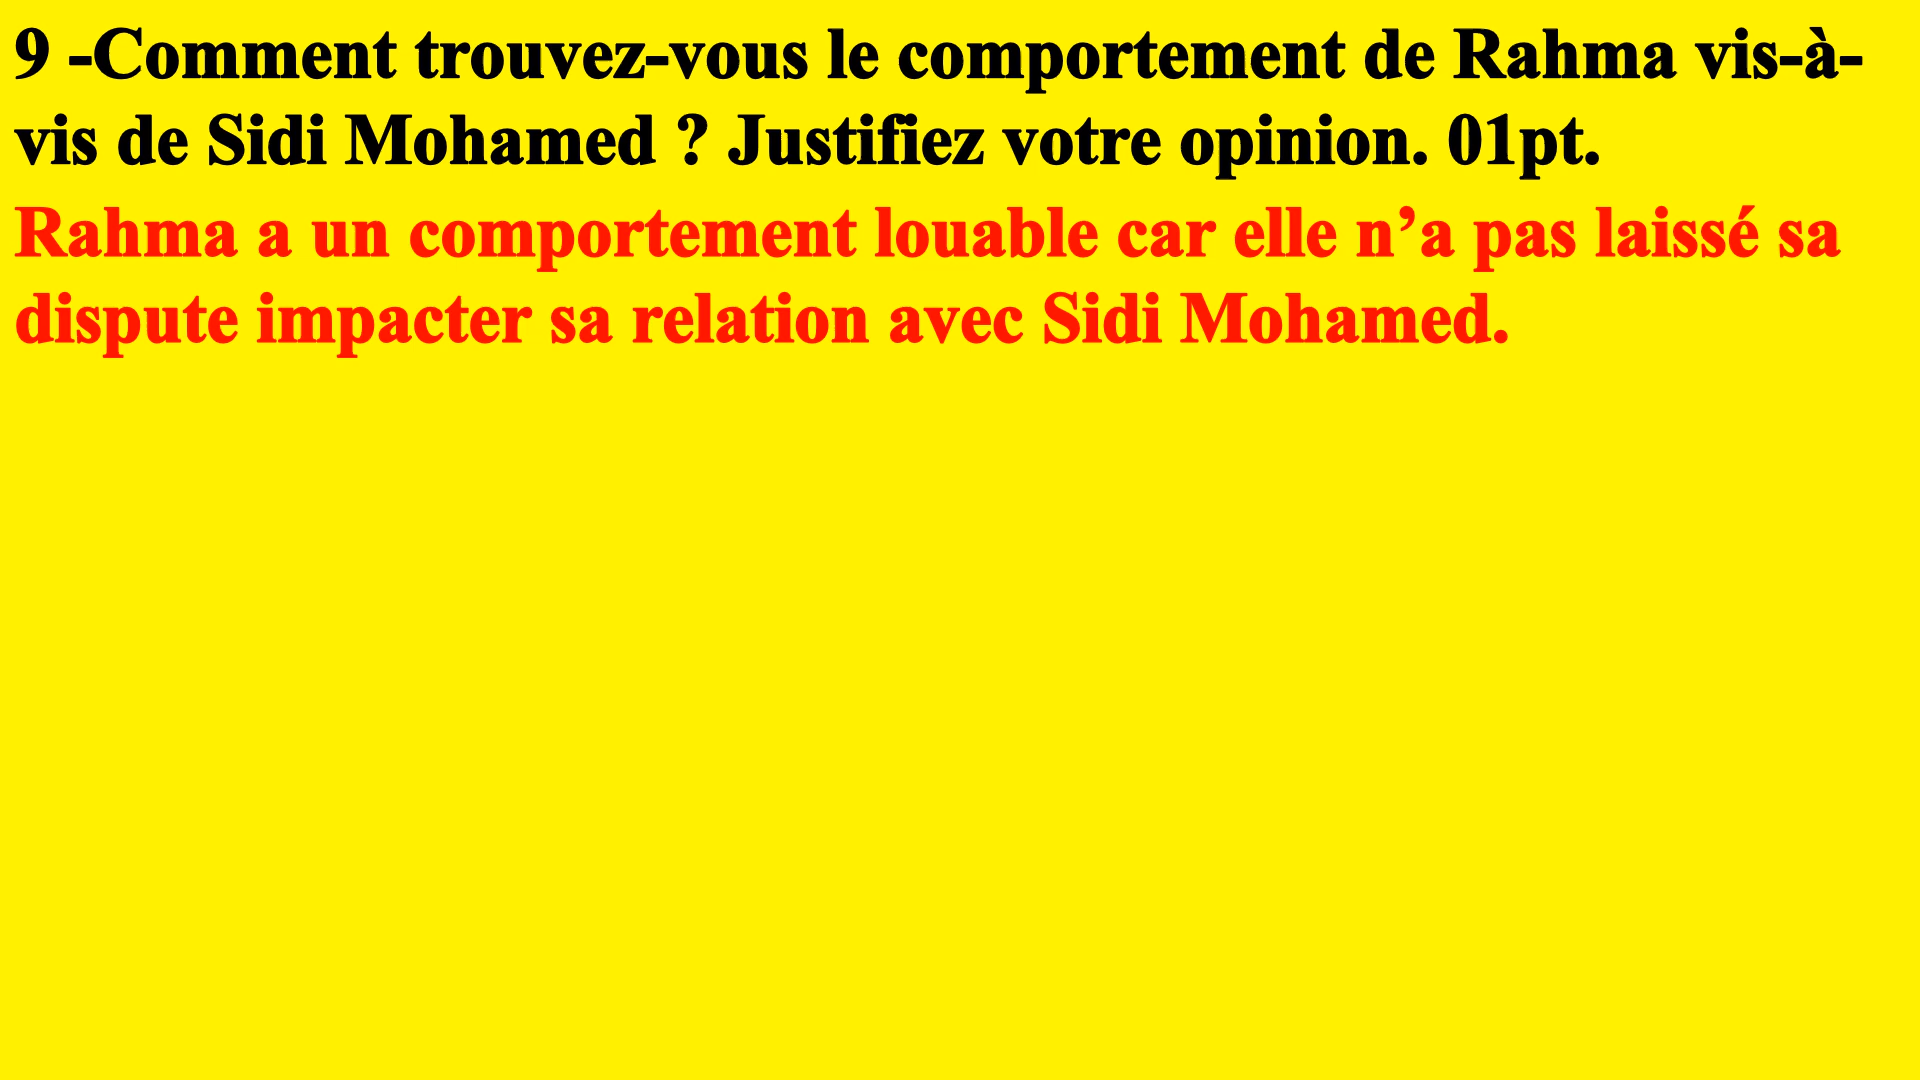 9 -Comment trouvez-vous le comportement de Rahma vis-à-
vis de Sidi Mohamed ? Justifiez votre opinion. 01pt.
Rahma a un comportement louable car elle n’a pas laissé sa
dispute impacter sa relation avec Sidi Mohamed.